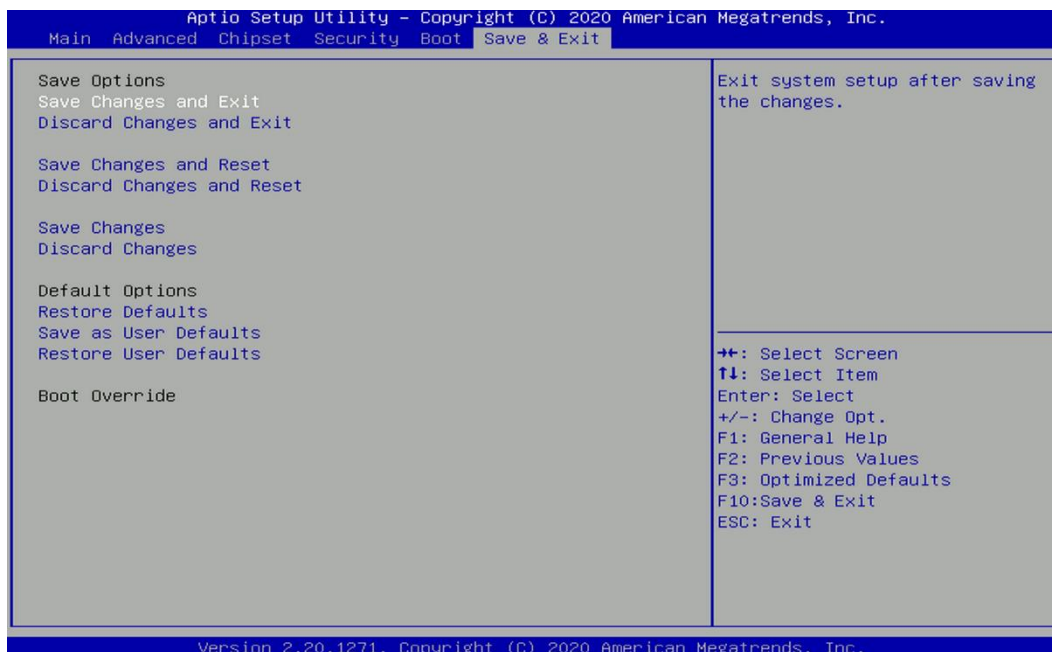 Aptio Setup Utility – Copyright (C) 2020 American Megatrends, Inc.
Main Advanced Chipset Security Boot Save & Exit
Save Options
Save Changes and Exit
Discard Changes and Exit
Save Changes and Reset
Discard Changes and Reset
Save Changes
Discard Changes
Default Options
Restore Defaults
Save as User Defaults
Restore User Defaults
Boot Override
Exit system setup after saving
the changes.
→←: Select Screen
↑↓: Select Item
Enter: Select
+/-: Change Opt.
F1: General Help
F2: Previous Values
F3: Optimized Defaults
F10:Save & Exit
ESC: Exit
Version 2.20.1271. Copyright (C) 2020 American Megatrends, Inc.